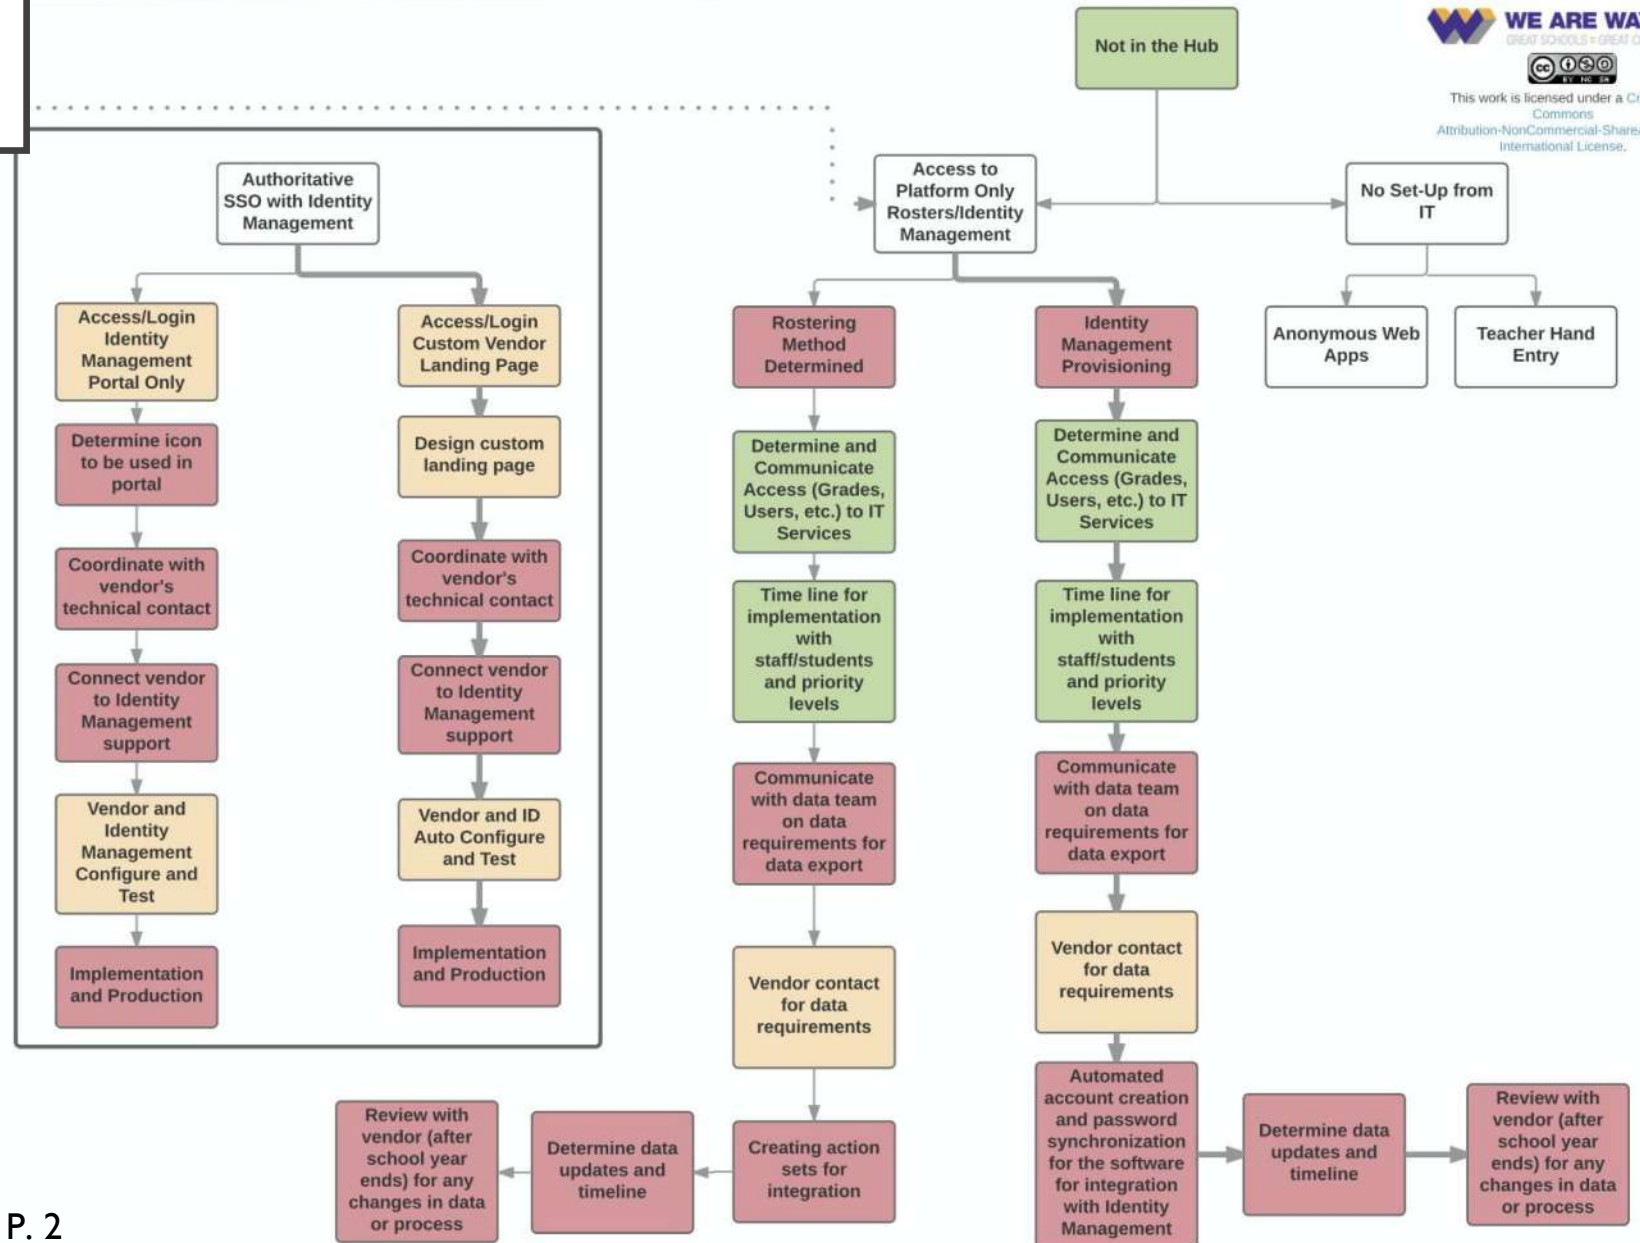 Not in the Hub
WE ARE
GREAT SCHOOLS = GREAT
cc
BY NC SA
This work is licensed under a
Commons
International License.
Authoritative
SSO with Identity
Management
Access to
Platform Only
Rosters/Identity
Management
No Set-Up from
IT
Access/Login
Identity
Management
Portal Only
Access/Login
Custom Vendor
Landing Page
Rostering
Method
Determined
Identity
Management
Provisioning
Anonymous Web
Apps
Teacher Hand
Entry
Determine icon
to be used in
portal
Design custom
landing page
Determine and
Communicate
Access (Grades,
Users, etc.) to IT
Services
Determine and
Communicate
Access (Grades,
Users, etc.) to IT
Services
Coordinate with
vendor's
technical contact
Coordinate with
vendor's
technical contact
Time line for
implementation
with
staff/students
and priority
levels
Time line for
implementation
with
staff/students
and priority
levels
Connect vendor
to Identity
Management
support
Connect vendor
to Identity
Management
support
Communicate
with data team
on data
requirements for
data export
Communicate
with data team
on data
requirements for
data export
Vendor and
Identity
Management
Configure and
Test
Vendor and ID
Auto Configure
and Test
Vendor contact
for data
requirements
Vendor contact
for data
requirements
Implementation
and Production
Implementation
and Production
Review with
vendor (after
school year
ends) for any
changes in data
or process
Determine data
updates and
timeline
Creating action
sets for
integration
Automated
account creation
and password
synchronization
for the software
for integration
with Identity
Management
Determine data
updates and
timeline
Review with
vendor (after
school year
ends) for any
changes in data
or process
P. 2